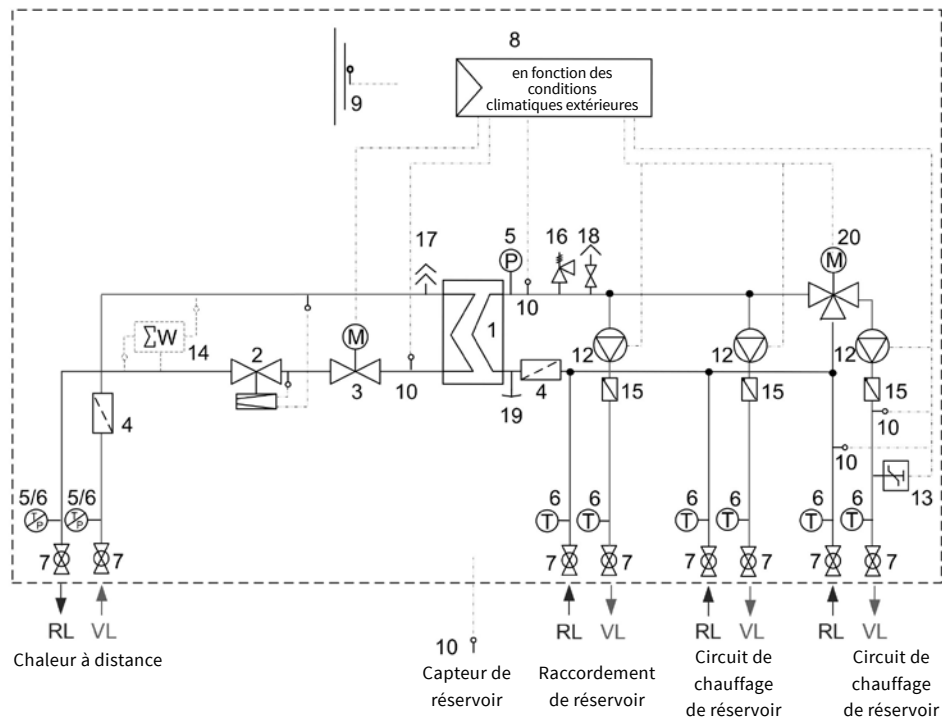 8
en fonction des
conditions
climatiques extérieures
9
17
5
16
18
20
P
M
10
ΣW
14
2
M
3
10
1
19
4
12
12
12
15
15
15
4
10
10
13
5/6
5/6
6
6
6
6
6
6
T/P
T/P
T
T
T
T
T
T
7
7
7
7
7
7
7
7
RL
VL
RL
VL
RL
VL
RL
VL
Chaleur à distance
10
Capteur de
réservoir
Raccordement
de réservoir
Circuit de
chauffage
de réservoir
Circuit de
chauffage
de réservoir